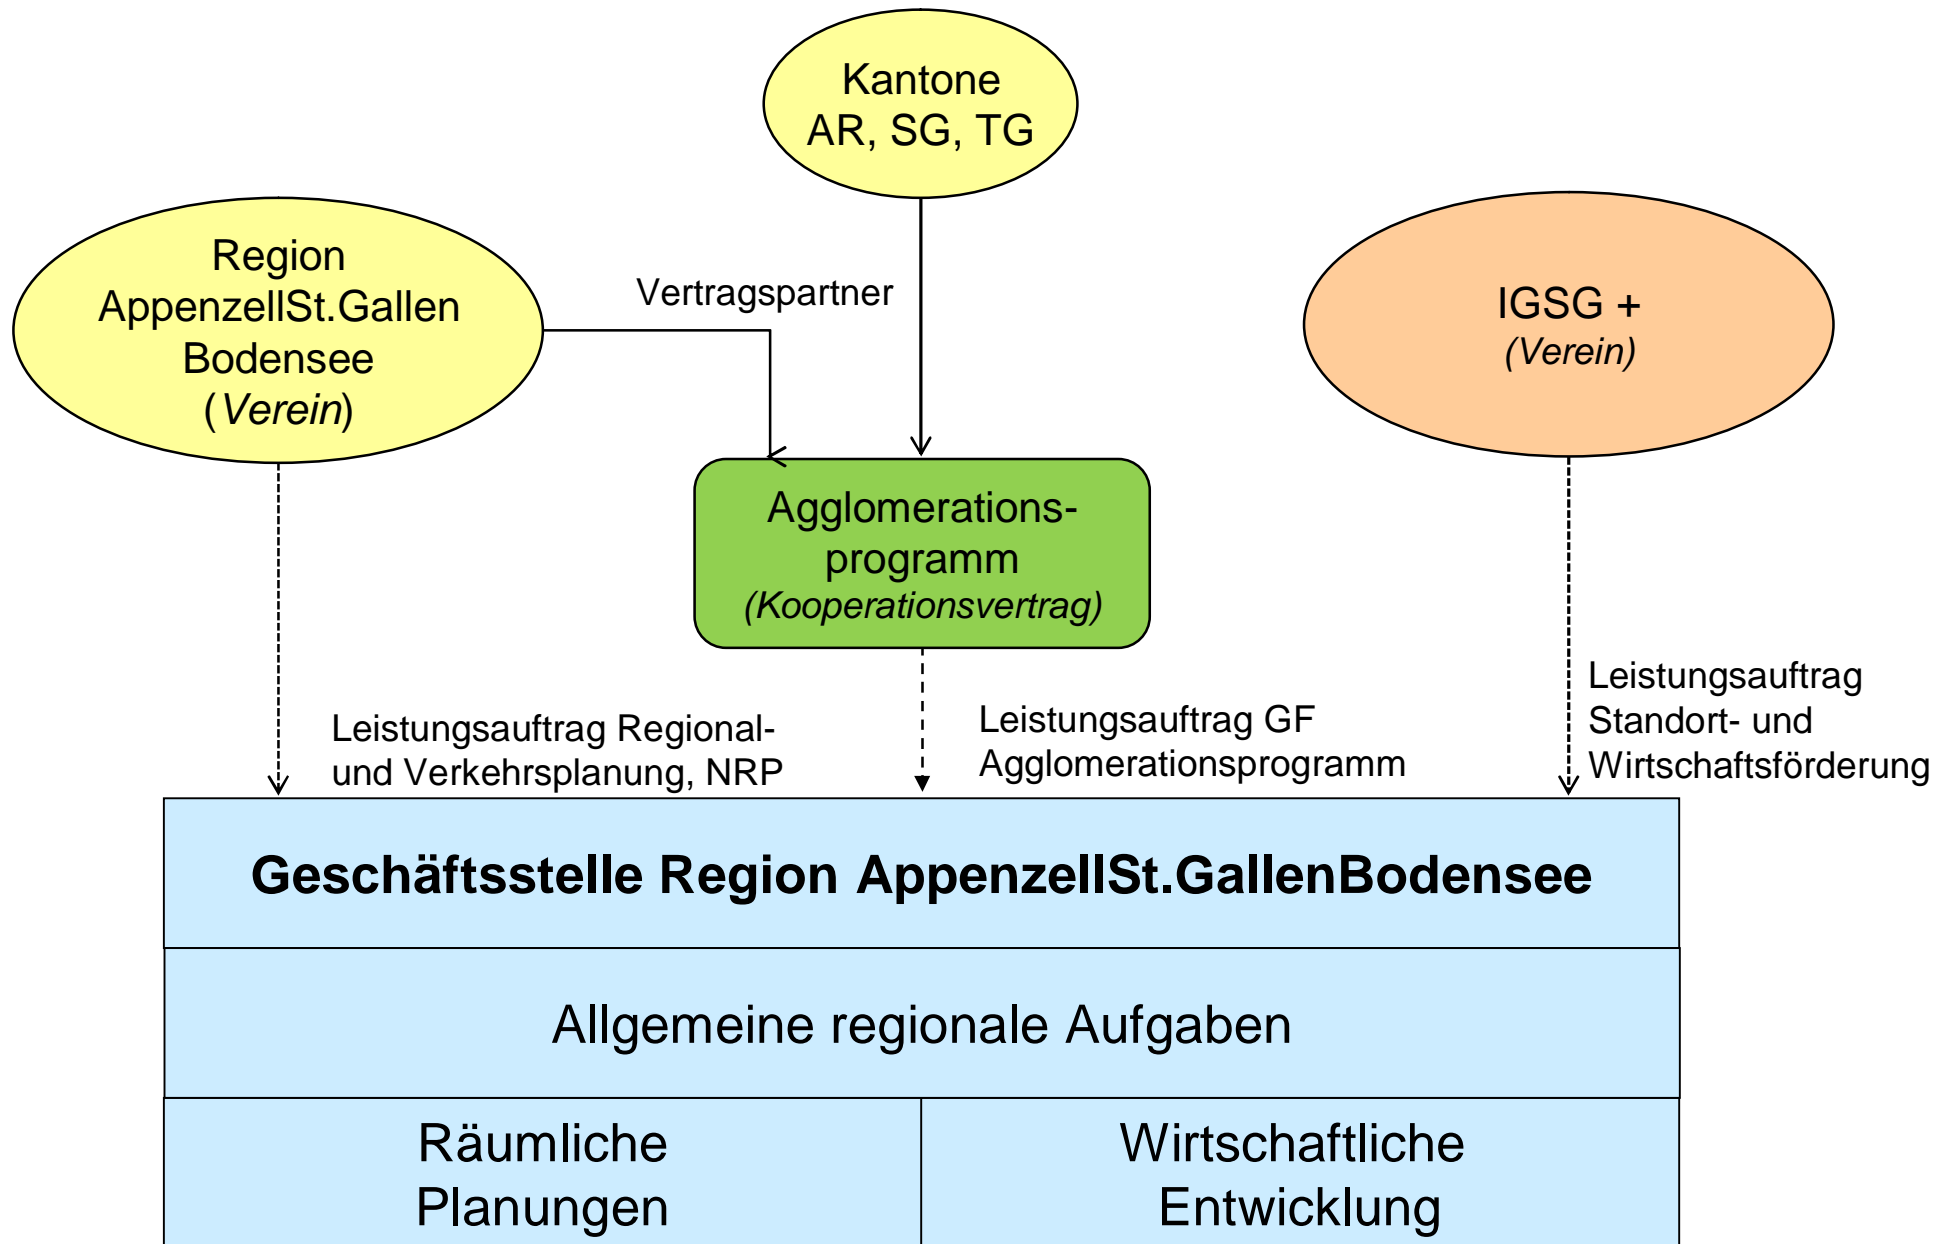 Kantone
AR, SG, TG
Region
AppenzellSt.Gallen
Bodensee
(Verein)
Vertragspartner
IGSG +
(Verein)
Agglomerations-
programm
(Kooperationsvertrag)
Leistungsauftrag Regional-
und Verkehrsplanung, NRP
Leistungsauftrag GF
Agglomerationsprogramm
Leistungsauftrag
Standort- und
Wirtschaftsförderung
Geschäftsstelle Region AppenzellSt.GallenBodensee
Allgemeine regionale Aufgaben
Räumliche
Planungen
Wirtschaftliche
Entwicklung